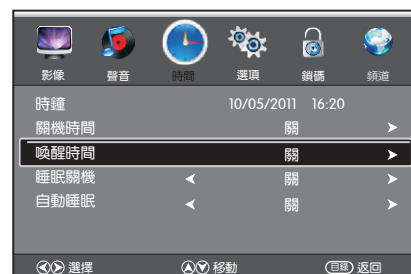 影像 聲音 時間 選項 鎖碼 頻道
時鐘 10/05/2011 16:20
關機時間 關
喚醒時間 關
睡眠關機 關
自動睡眠 關
選擇 移動 目錄 返回